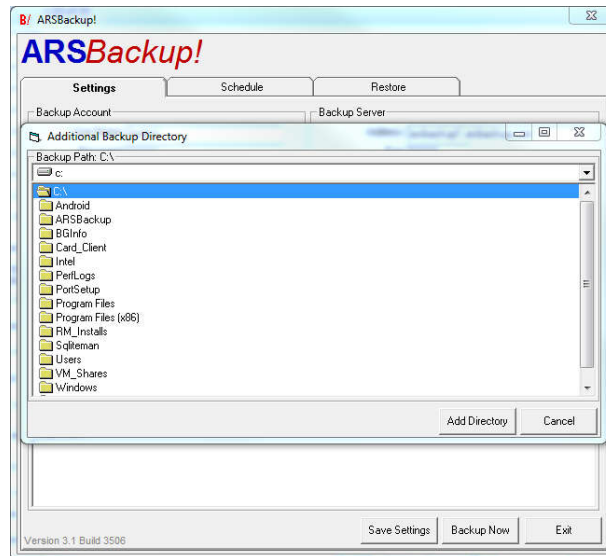 B/ ARSBackup!
ARSBackup!
Settings Schedule Restore
Backup Account Backup Server
Additional Backup Directory
Backup Path: C:\
c:
C:\
Android
ARSBackup
BGInfo
Card_Client
Intel
PerfLogs
PortSetup
Program Files
Program Files (x86)
RM_Installs
Sqliteman
Users
VM_Shares
Windows
Add Directory Cancel
Save Settings Backup Now Exit
Version 3.1 Build 3506